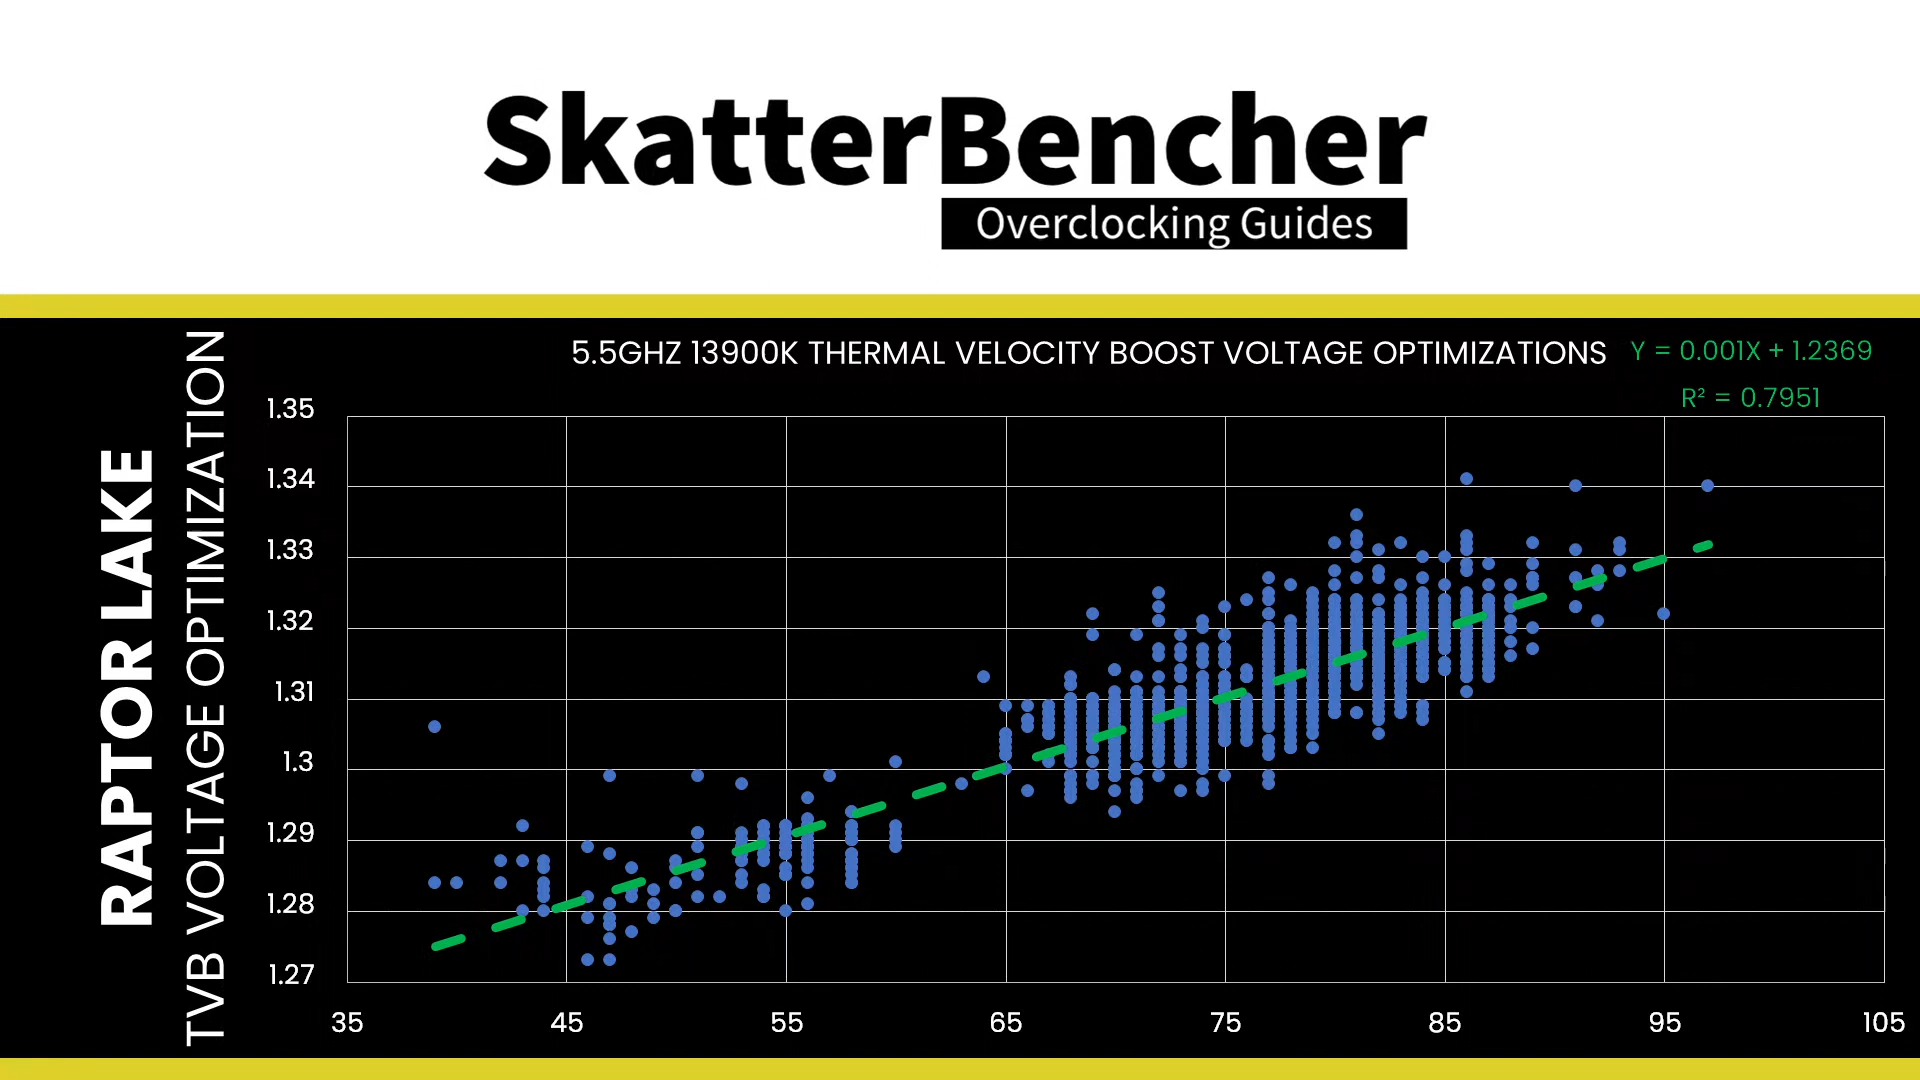 SkatterBencher
Overclocking Guides
RAPTOR LAKE
TVB VOLTAGE OPTIMIZATION
5.5GHZ 13900K THERMAL VELOCITY BOOST VOLTAGE OPTIMIZATIONS
Y = 0.001X + 1.2369
R² = 0.7951
1.35
1.34
1.33
1.32
1.31
1.3
1.29
1.28
1.27
35 45 55 65 75 85 95 105